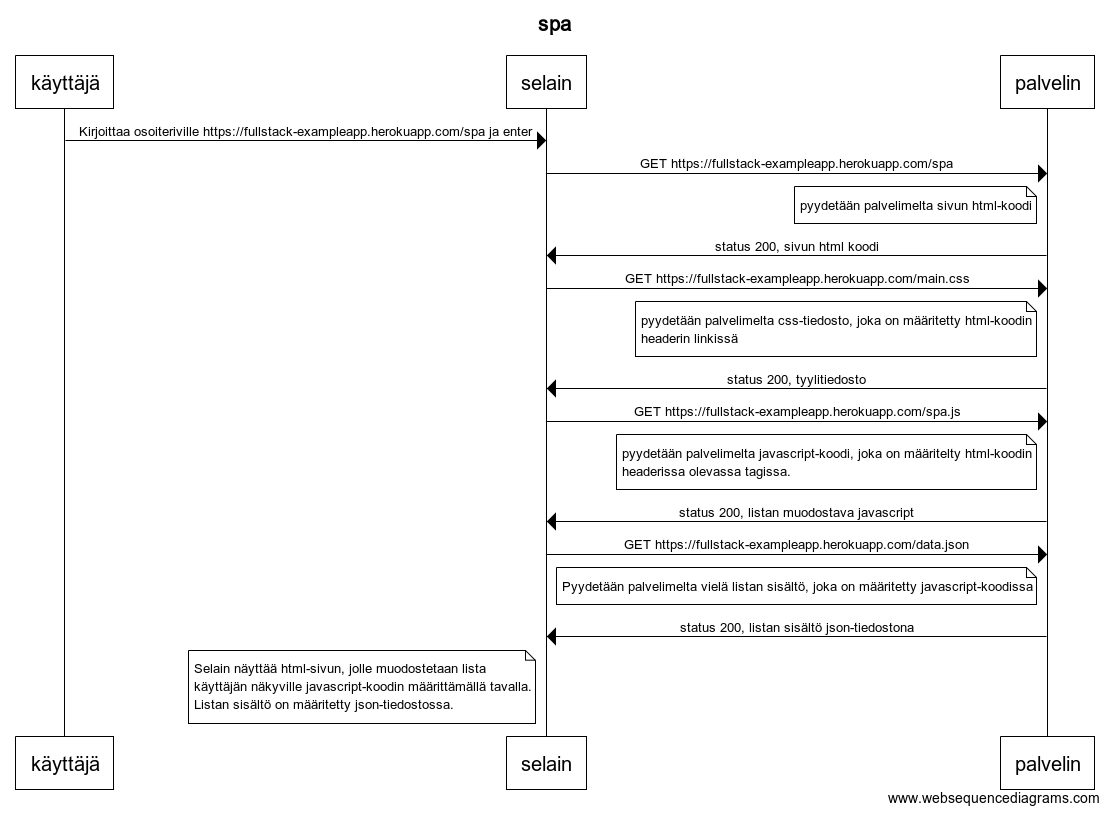 spa
käyttäjä
selain
palvelin
Kirjoittaa osoiteriville https://fullstack-exampleapp.herokuapp.com/spa ja enter
GET https://fullstack-exampleapp.herokuapp.com/spa
pyydetään palvelimelta sivun html-koodi
status 200, sivun html koodi
GET https://fullstack-exampleapp.herokuapp.com/main.css
pyydetään palvelimelta css-tiedosto, joka on määritetty html-koodin
headerin linkissä
status 200, tyylitiedosto
GET https://fullstack-exampleapp.herokuapp.com/spa.js
pyydetään palvelimelta javascript-koodi, joka on määritelty html-koodin
headerissa olevassa tagissa.
status 200, listan muodostava javascript
GET https://fullstack-exampleapp.herokuapp.com/data.json
Pyydetään palvelimelta vielä listan sisältö, joka on määritetty javascript-koodissa
status 200, listan sisältö json-tiedostona
Selain näyttää html-sivun, jolle muodostetaan lista
käyttäjän näkyville javascript-koodin määrittämällä tavalla.
Listan sisältö on määritetty json-tiedostossa.
käyttäjä
selain
palvelin
www.websequencediagrams.com